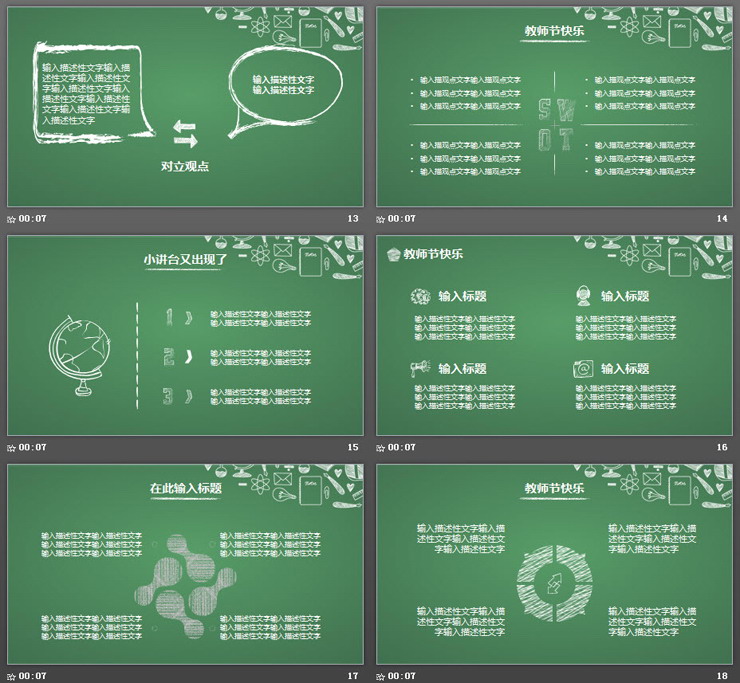 输入描述性文字输入描
述性文字输入描述性文
字输入描述性文字输入
描述性文字输入描述性
文字输入描述性文字输
入描述性文字
输入描述性文字
输入描述性文字
对立观点
00:07
13
教师节快乐
• 输入描观点文字输入描观点文字
• 输入描观点文字输入描观点文字
• 输入描观点文字输入描观点文字
• 输入描观点文字输入描观点文字
• 输入描观点文字输入描观点文字
• 输入描观点文字输入描观点文字
S W
O T
• 输入描观点文字输入描观点文字
• 输入描观点文字输入描观点文字
• 输入描观点文字输入描观点文字
• 输入描观点文字输入描观点文字
• 输入描观点文字输入描观点文字
• 输入描观点文字输入描观点文字
00:07
14
小讲台又出现了
1
输入描述性文字输入描述性文字
输入描述性文字输入描述性文字
2
输入描述性文字输入描述性文字
输入描述性文字输入描述性文字
3
输入描述性文字输入描述性文字
输入描述性文字输入描述性文字
00:07
15
教师节快乐
输入标题
输入描述性文字输入描述性文字
输入描述性文字输入描述性文字
输入描述性文字输入描述性文字
输入标题
输入描述性文字输入描述性文字
输入描述性文字输入描述性文字
输入描述性文字输入描述性文字
输入标题
输入描述性文字输入描述性文字
输入描述性文字输入描述性文字
输入描述性文字输入描述性文字
@
输入标题
输入描述性文字输入描述性文字
输入描述性文字输入描述性文字
输入描述性文字输入描述性文字
00:07
16
在此输入标题
输入描述性文字输入描述性文字
输入描述性文字输入描述性文字
输入描述性文字输入描述性文字
输入描述性文字输入描述性文字
输入描述性文字输入描述性文字
输入描述性文字输入描述性文字
输入描述性文字输入描述性文字
输入描述性文字输入描述性文字
输入描述性文字输入描述性文字
输入描述性文字输入描述性文字
输入描述性文字输入描述性文字
输入描述性文字输入描述性文字
00:07
17
教师节快乐
输入描述性文字输入描
述性文字输入描述性文
字输入描述性文字
输入描述性文字输入描
述性文字输入描述性文
字输入描述性文字
输入描述性文字输入描
述性文字输入描述性文
字输入描述性文字
输入描述性文字输入描
述性文字输入描述性文
字输入描述性文字
00:07
18